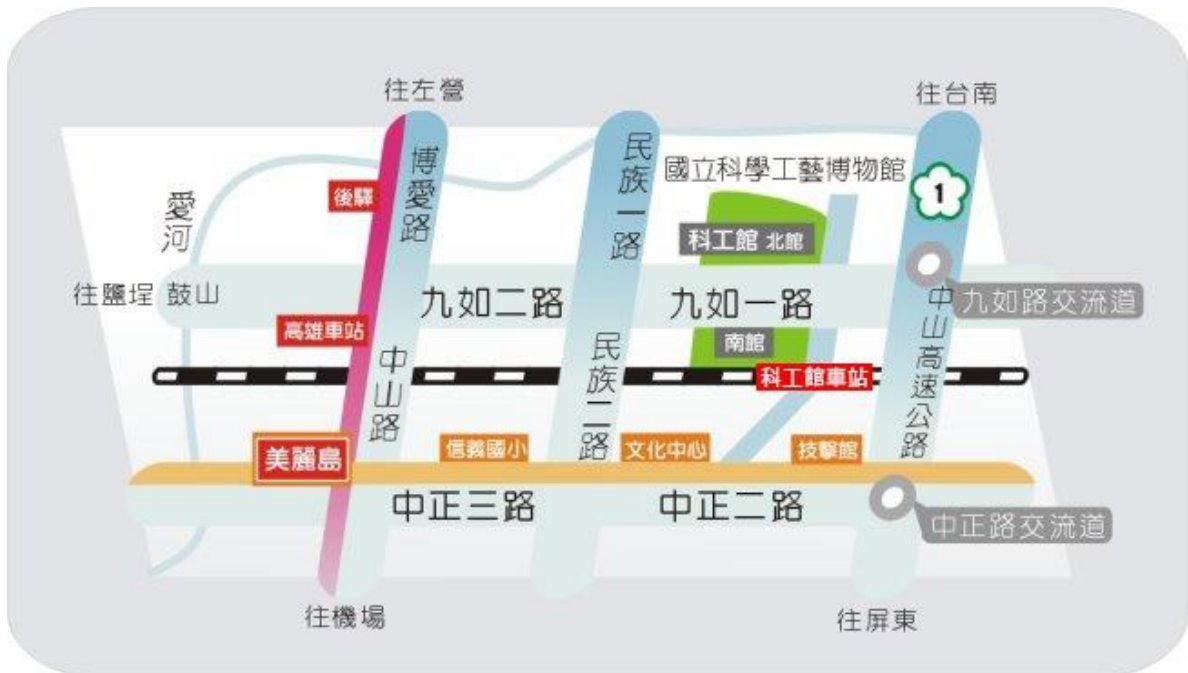 往左營
往台南
博愛路
民族一路
國立科學工藝博物館
1
後驛
愛河
科工館 北館
往鹽埕 鼓山
九如二路
九如一路
九如路交流道
高雄車站
南館
中山路
民族二路
中山高速公路
科工館車站
美麗島
信義國小
文化中心
技擊館
中正三路
中正二路
中正路交流道
往機場
往屏東